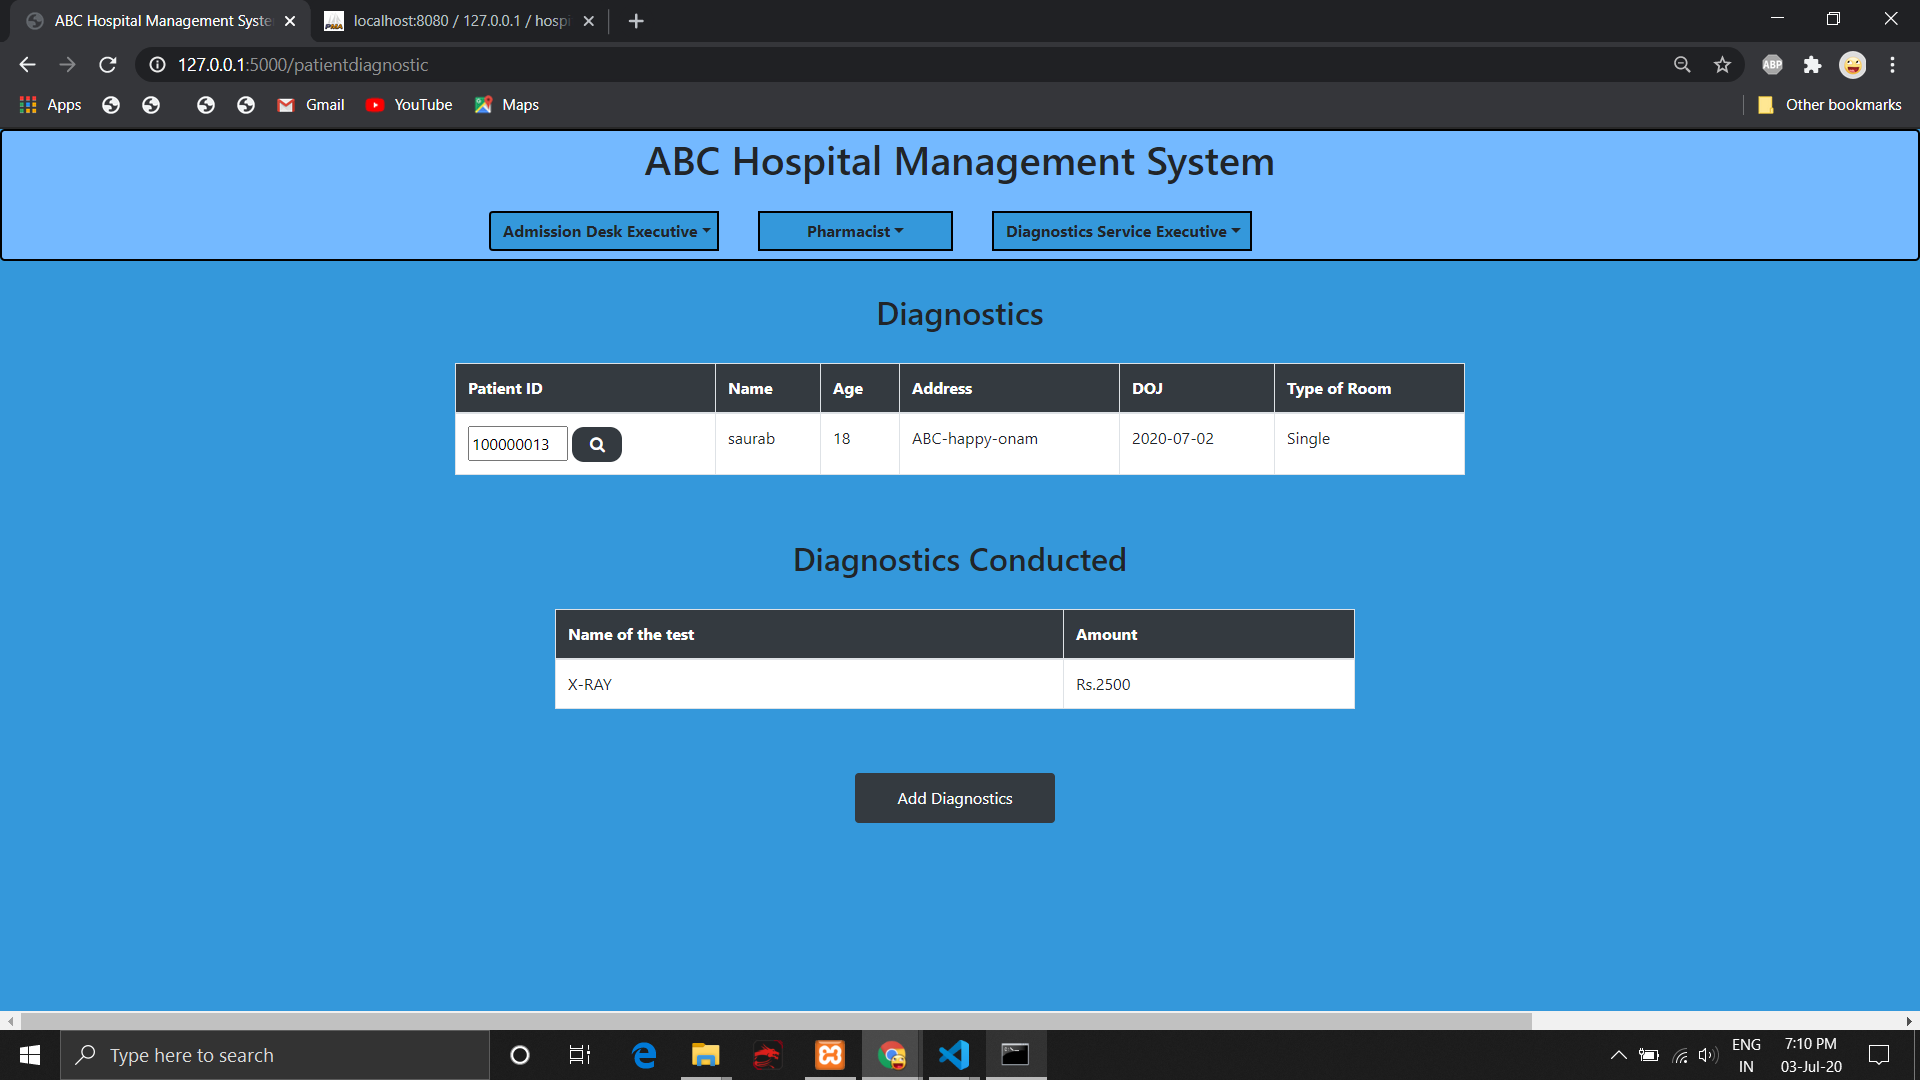 ABC Hospital Management Syste
localhost:8080 / 127.0.0.1 / hospi
127.0.0.1:5000/patientdiagnostic
ABP
Apps
Gmail
YouTube
Maps
Other bookmarks
ABC Hospital Management System
Admission Desk Executive
Pharmacist
Diagnostics Service Executive
Diagnostics
Patient ID Name Age Address DOJ Type of Room
100000013 saurab 18 ABC-happy-onam 2020-07-02 Single
Diagnostics Conducted
Name of the test Amount
X-RAY Rs.2500
Add Diagnostics
Type here to search
ENG
IN
7:10 PM
03-Jul-20